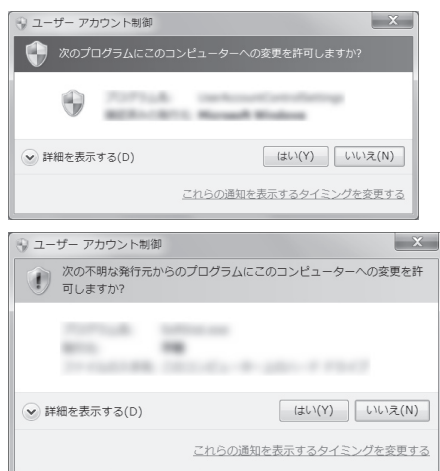 ユーザー アカウント制御
次のプログラムにこのコンピューターへの変更を許可しますか?
詳細を表示する(D)
はい(Y) いいえ(N)
これらの通知を表示するタイミングを変更する
ユーザー アカウント制御
次の不明な発行元からのプログラムにこのコンピューターへの変更を許
可しますか?
詳細を表示する(D)
はい(Y) いいえ(N)
これらの通知を表示するタイミングを変更する